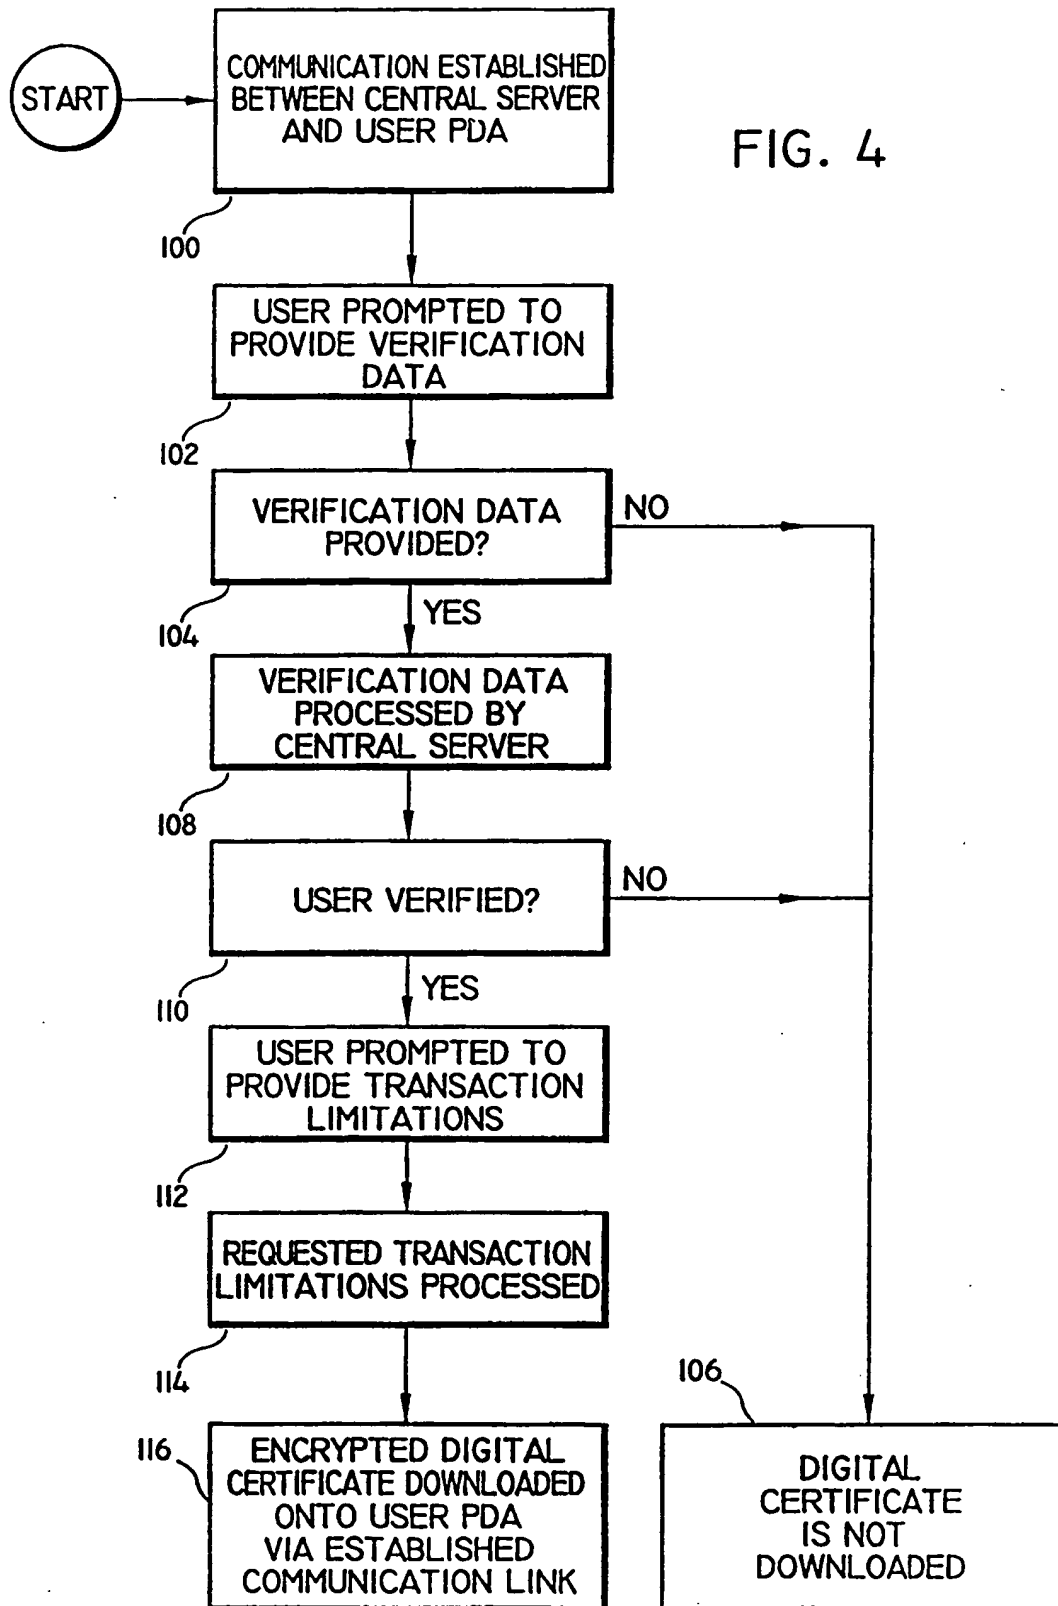 START
COMMUNICATION ESTABLISHED
BETWEEN CENTRAL SERVER
AND USER PDA
FIG. 4
100
USER PROMPTED TO
PROVIDE VERIFICATION
DATA
102
VERIFICATION DATA
PROVIDED?
NO
104
YES
VERIFICATION DATA
PROCESSED BY
CENTRAL SERVER
108
USER VERIFIED?
NO
110
YES
USER PROMPTED TO
PROVIDE TRANSACTION
LIMITATIONS
112
REQUESTED TRANSACTION
LIMITATIONS PROCESSED
114
116
ENCRYPTED DIGITAL
CERTIFICATE DOWNLOADED
ONTO USER PDA
VIA ESTABLISHED
COMMUNICATION LINK
106
DIGITAL
CERTIFICATE
IS NOT
DOWNLOADED